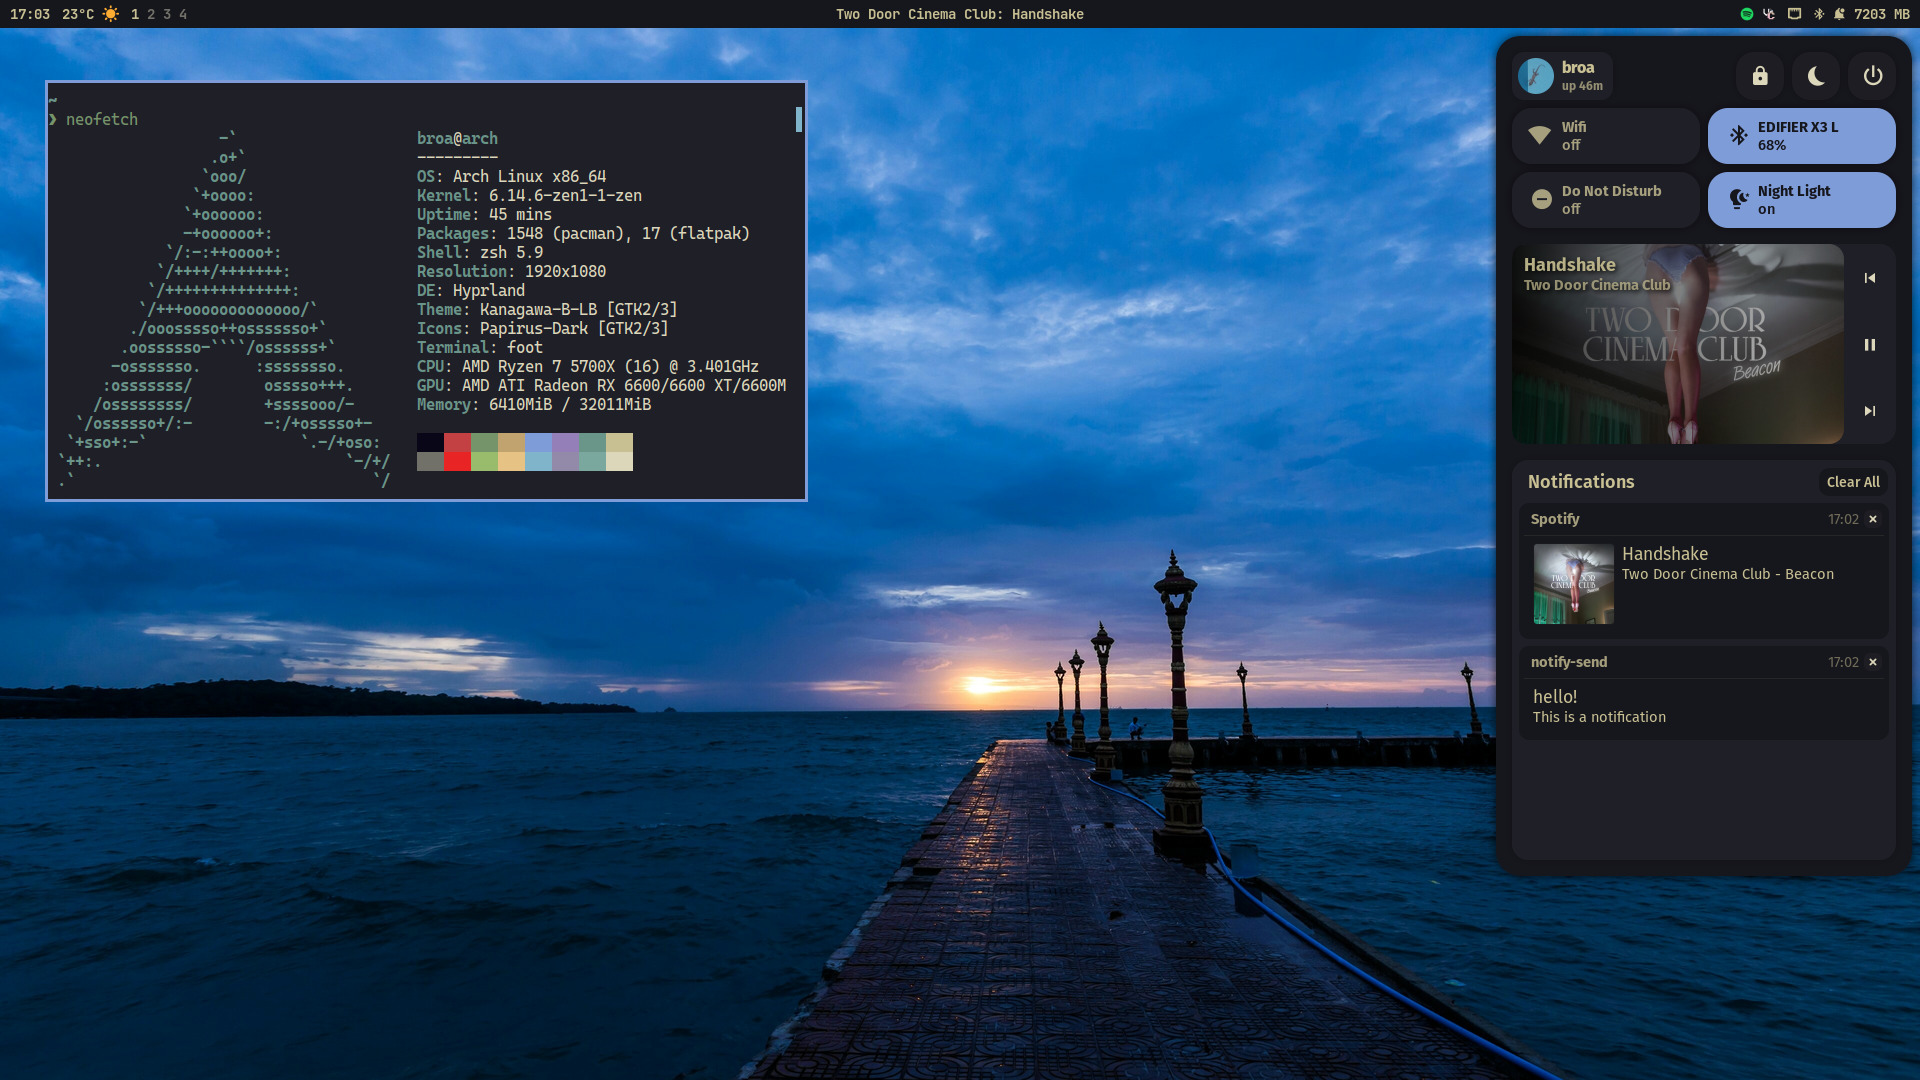 17:03 23°C 1 2 3 4
Two Door Cinema Club: Handshake
7203 MB
~
❯ neofetch
                  -`
                 .o+`
                `ooo/
               `+oooo:
              `+oooooo:
              -+oooooo+:
            `/:-:++oooo+:
           `/++++/+++++++:
          `/++++++++++++++:
         `/+++ooooooooooooo/`
        ./ooosssso++osssssso+`
       .oossssso-````/ossssss+`
      -osssssso.      :ssssssso.
     :osssssss/        osssso+++.
    /ossssssss/        +ssssooo/-
  `/ossssso+/:-        -:/+osssso+-
 `+sso+:-`                 `.-/+oso:
`++:.                           `-/+/
.`                                 `/
broa@arch
---------
OS: Arch Linux x86_64
Kernel: 6.14.6-zen1-1-zen
Uptime: 45 mins
Packages: 1548 (pacman), 17 (flatpak)
Shell: zsh 5.9
Resolution: 1920x1080
DE: Hyprland
Theme: Kanagawa-B-LB [GTK2/3]
Icons: Papirus-Dark [GTK2/3]
Terminal: foot
CPU: AMD Ryzen 7 5700X (16) @ 3.401GHz
GPU: AMD ATI Radeon RX 6600/6600 XT/6600M
Memory: 6410MiB / 32011MiB
broa
up 46m
Wifi
off
EDIFIER X3 L
68%
Do Not Disturb
off
Night Light
on
Handshake
Two Door Cinema Club
TWO DOOR
CINEMA CLUB
Beacon
Notifications
Clear All
Spotify
17:02
TWO DOOR
CINEMA CLUB
Beacon
Handshake
Two Door Cinema Club - Beacon
notify-send
17:02
hello!
This is a notification